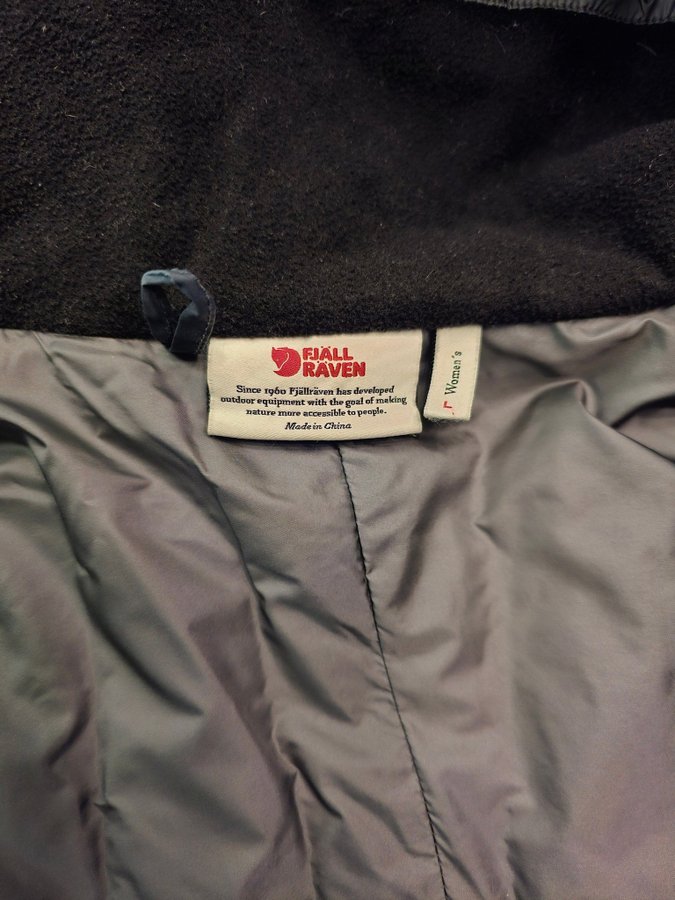 FJÄLL
RÄVEN
Since 1960 Fjällräven has developed
outdoor equipment with the goal of making
nature more accessible to people.
Made in China
Women's